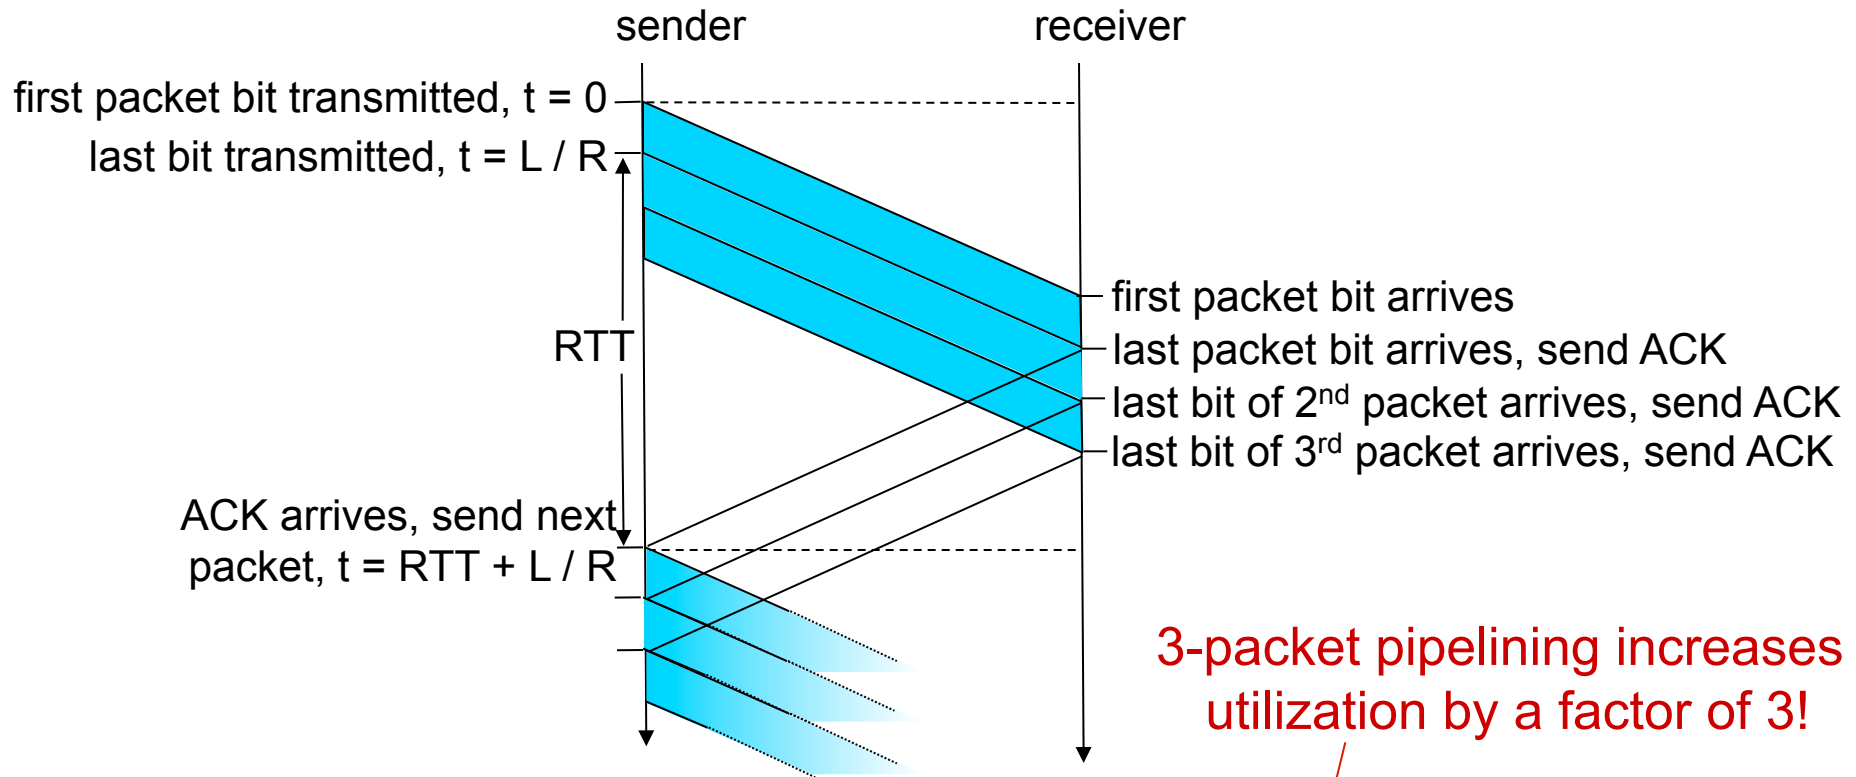 sender
receiver
first packet bit transmitted, t = 0
last bit transmitted, t = L / R
RTT
first packet bit arrives
last packet bit arrives, send ACK
last bit of 2nd packet arrives, send ACK
last bit of 3rd packet arrives, send ACK
ACK arrives, send next
packet, t = RTT + L / R
3-packet pipelining increases
utilization by a factor of 3!